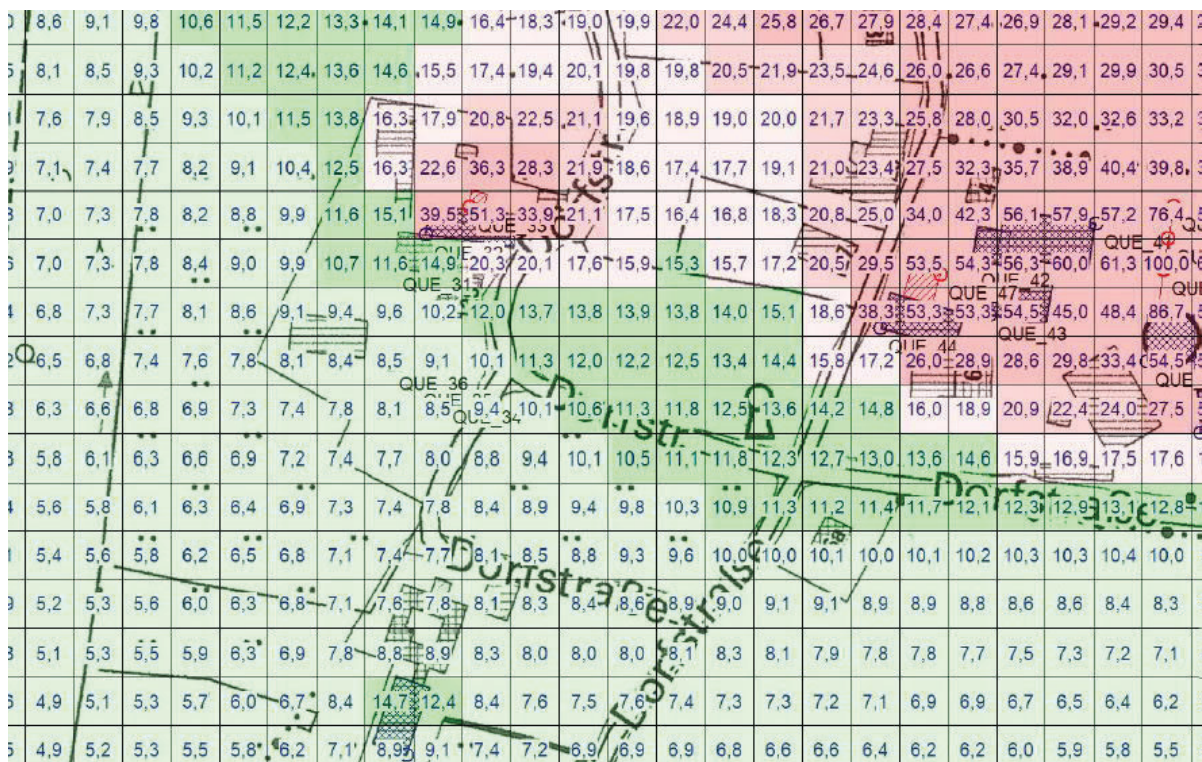 8,6 9,1 9,8 10,6 11,5 12,2 13,3 14,1 14,9 16,4 18,3 19,0 19,9 22,0 24,4 25,8 26,7 27,9 28,4 27,4 26,9 28,1 29,2 29,4
8,1 8,5 9,3 10,2 11,2 12,4 13,6 14,6 15,5 17,4 19,4 20,1 19,8 19,8 20,5 21,9 23,5 24,6 26,0 26,6 27,4 29,1 29,9 30,5
7,6 7,9 8,5 9,3 10,1 11,5 13,8 16,3 17,9 20,8 22,5 21,1 19,6 18,9 19,0 20,0 21,7 23,3 25,8 28,0 30,5 32,0 32,6 33,2
7,1 7,4 7,7 8,2 9,1 10,4 12,5 16,3 22,6 36,3 28,3 21,9 18,6 17,4 17,7 19,1 21,0 23,4 27,5 32,3 35,7 38,9 40,4 39,8
7,0 7,3 7,8 8,2 8,8 9,9 11,6 15,1 39,5 51,3 33,9 21,1 17,5 16,4 16,8 18,3 20,8 25,0 34,0 42,3 56,1 57,9 57,2
QUE_33
QUE_41
7,0 7,3 7,8 8,4 9,0 9,9 10,7 11,6 14,9 20,3 20,1 17,6 15,9 15,3 15,7 17,2 20,5 29,5 53,5 54,3 56,3 60,0 61,3 100,0
QUE_31 QUE_47 QUE_42
6,8 7,3 7,7 8,1 8,6 9,1 9,4 9,6 10,2 12,0 13,7 13,8 13,9 13,8 14,0 15,1 18,6 38,3 53,3 53,3 54,5 45,0 48,4 86,7
QUE_44 QUE_43
6,5 6,8 7,4 7,6 7,8 8,1 8,4 8,5 9,1 10,1 11,3 12,0 12,2 12,5 13,4 14,4 15,8 17,2 26,0 28,9 28,6 29,8 33,4 54,5
QUE_36
6,3 6,6 6,8 6,9 7,3 7,4 7,8 8,1 8,5 9,4 10,1 10,6 11,3 11,8 12,5 13,6 14,2 14,8 16,0 18,9 20,9 22,4 24,0 27,5
QUE_34
5,8 6,1 6,3 6,6 6,9 7,2 7,4 7,7 8,0 8,8 9,4 10,1 10,5 11,1 11,8 12,3 12,7 13,0 13,6 14,6 15,9 16,9 17,5 17,6
5,6 5,8 6,1 6,3 6,4 6,9 7,3 7,4 7,8 8,4 8,9 9,4 9,8 10,3 10,9 11,3 11,2 11,4 11,7 12,1 12,3 12,9 13,1 12,8
5,4 5,6 5,8 6,2 6,5 6,8 7,1 7,4 7,7 8,1 8,5 8,8 9,3 9,6 10,0 10,0 10,1 10,0 10,1 10,2 10,3 10,3 10,4 10,0
5,2 5,3 5,6 6,0 6,3 6,8 7,1 7,6 7,8 8,1 8,3 8,4 8,6 8,9 9,0 9,1 9,1 8,9 8,9 8,8 8,6 8,6 8,4 8,3
5,1 5,3 5,5 5,9 6,3 6,9 7,8 8,8 8,9 8,3 8,0 8,0 8,0 8,1 8,3 8,1 7,9 7,8 7,8 7,7 7,5 7,3 7,2 7,1
4,9 5,1 5,3 5,7 6,0 6,7 8,4 14,7 12,4 8,4 7,6 7,5 7,6 7,4 7,3 7,3 7,2 7,1 6,9 6,9 6,7 6,5 6,4 6,2
4,9 5,2 5,3 5,5 5,8 6,2 7,1 8,9 9,1 7,4 7,2 6,9 6,9 6,9 6,8 6,6 6,6 6,4 6,2 6,2 6,0 5,9 5,8 5,5